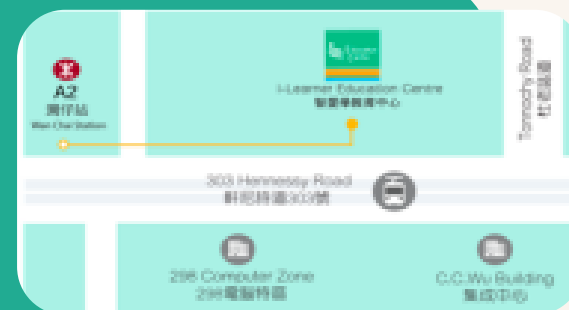 A2
灣仔站
Wan Chai Station
i-Learner Education Centre
智愛學教育中心
Tonnochy Road
杜老誌道
303 Hennessy Road
軒尼詩道303號
298 Computer Zone
298電腦特區
C.C.Wu Building
集成中心